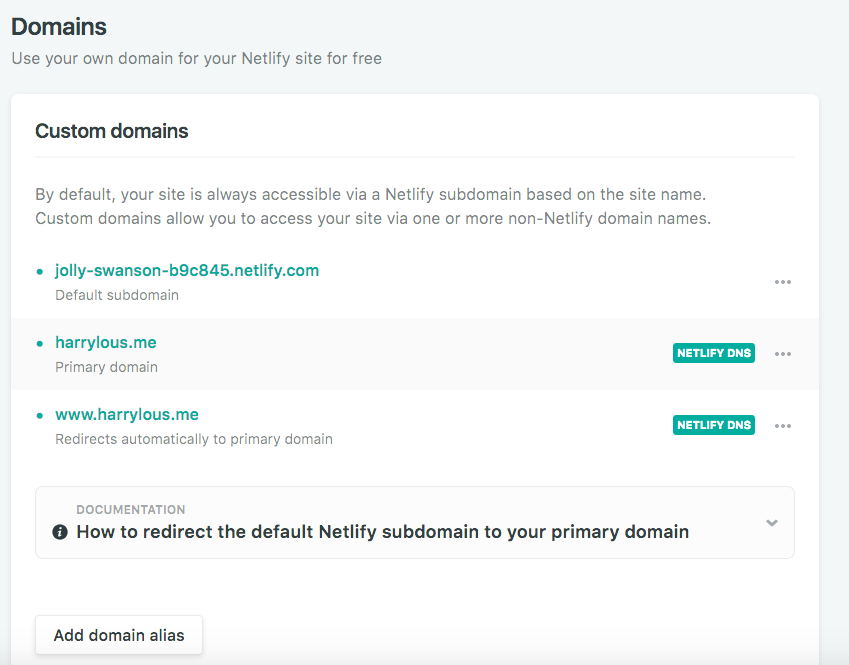 Domains
Use your own domain for your Netlify site for free
Custom domains
By default, your site is always accessible via a Netlify subdomain based on the site name.
Custom domains allow you to access your site via one or more non-Netlify domain names.
jolly-swanson-b9c845.netlify.com
Default subdomain
harrylous.me
NETLIFY DNS
Primary domain
www.harrylous.me
NETLIFY DNS
Redirects automatically to primary domain
DOCUMENTATION
How to redirect the default Netlify subdomain to your primary domain
Add domain alias